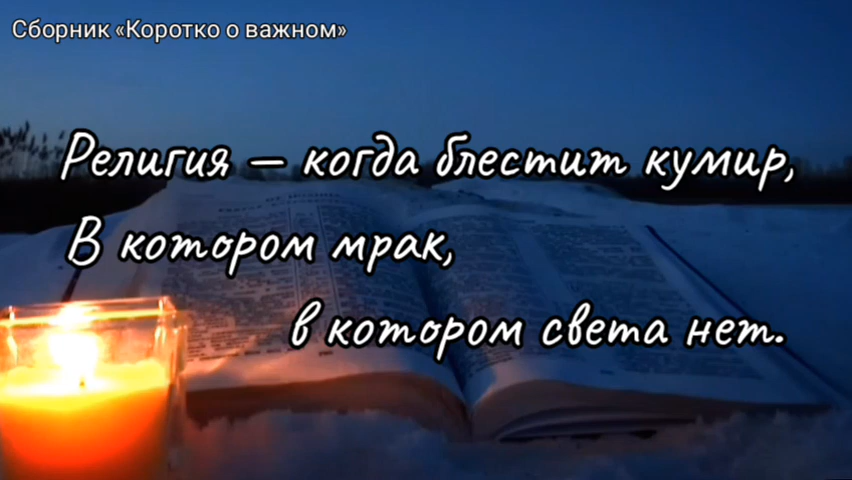 Сборник «Коротко о важном»
Религия — когда блестит кумир,
В котором мрак,
в котором света нет.